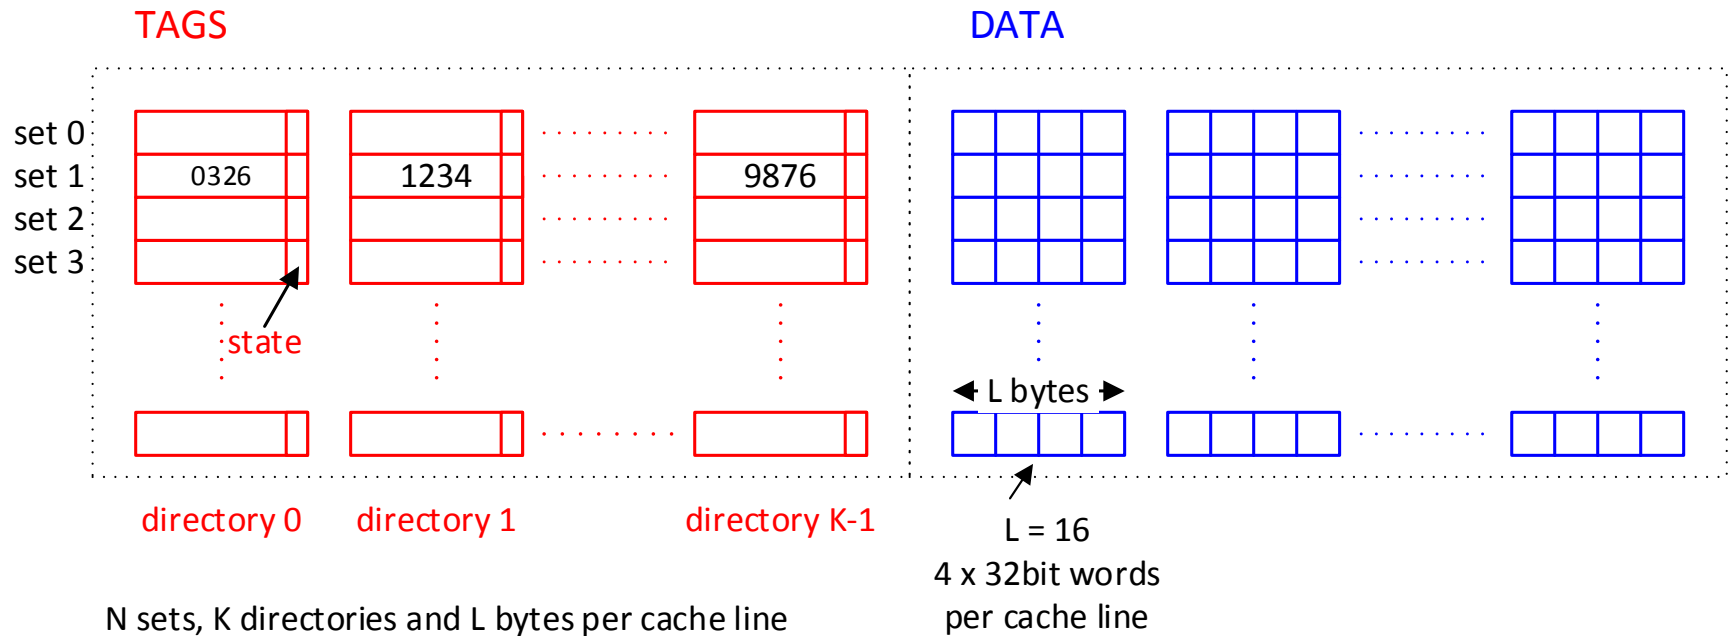 TAGS
DATA
set 0
set 1
0326
1234
9876
set 2
set 3
state
L bytes
directory 0
directory 1
directory K-1
L = 16
4 x 32bit words
per cache line
N sets, K directories and L bytes per cache line